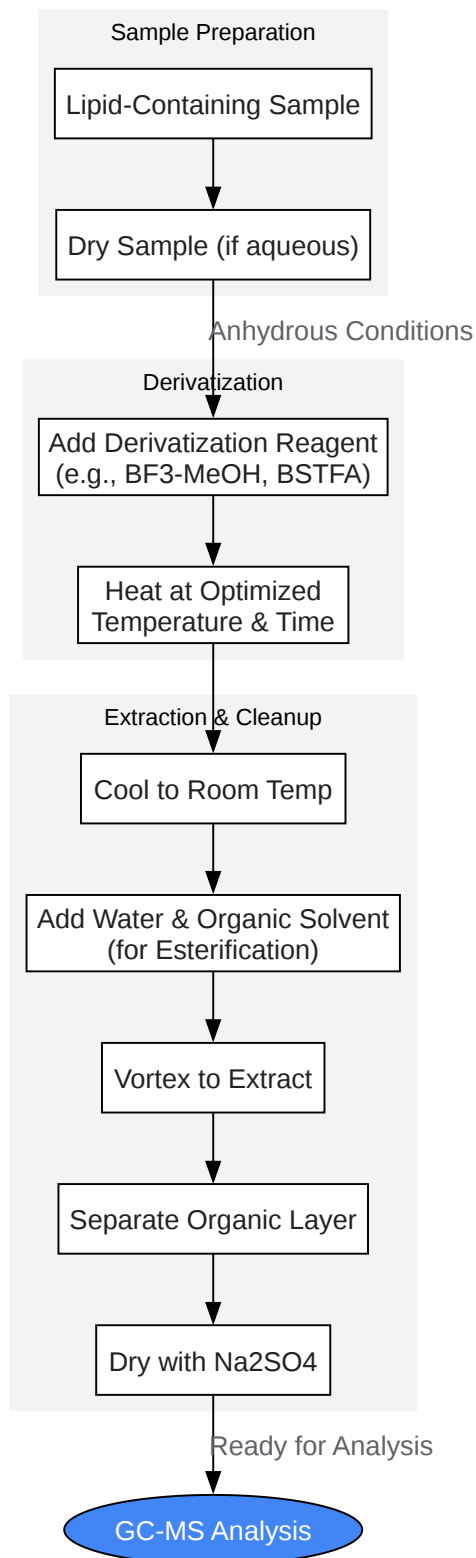 Sample Preparation
Lipid-Containing Sample
Dry Sample (if aqueous)
Anhydrous Conditions
Derivatization
Add Derivatization Reagent
(e.g., BF3-MeOH, BSTFA)
Heat at Optimized
Temperature & Time
Extraction & Cleanup
Cool to Room Temp
Add Water & Organic Solvent
(for Esterification)
Vortex to Extract
Separate Organic Layer
Dry with Na2SO4
Ready for Analysis
GC-MS Analysis